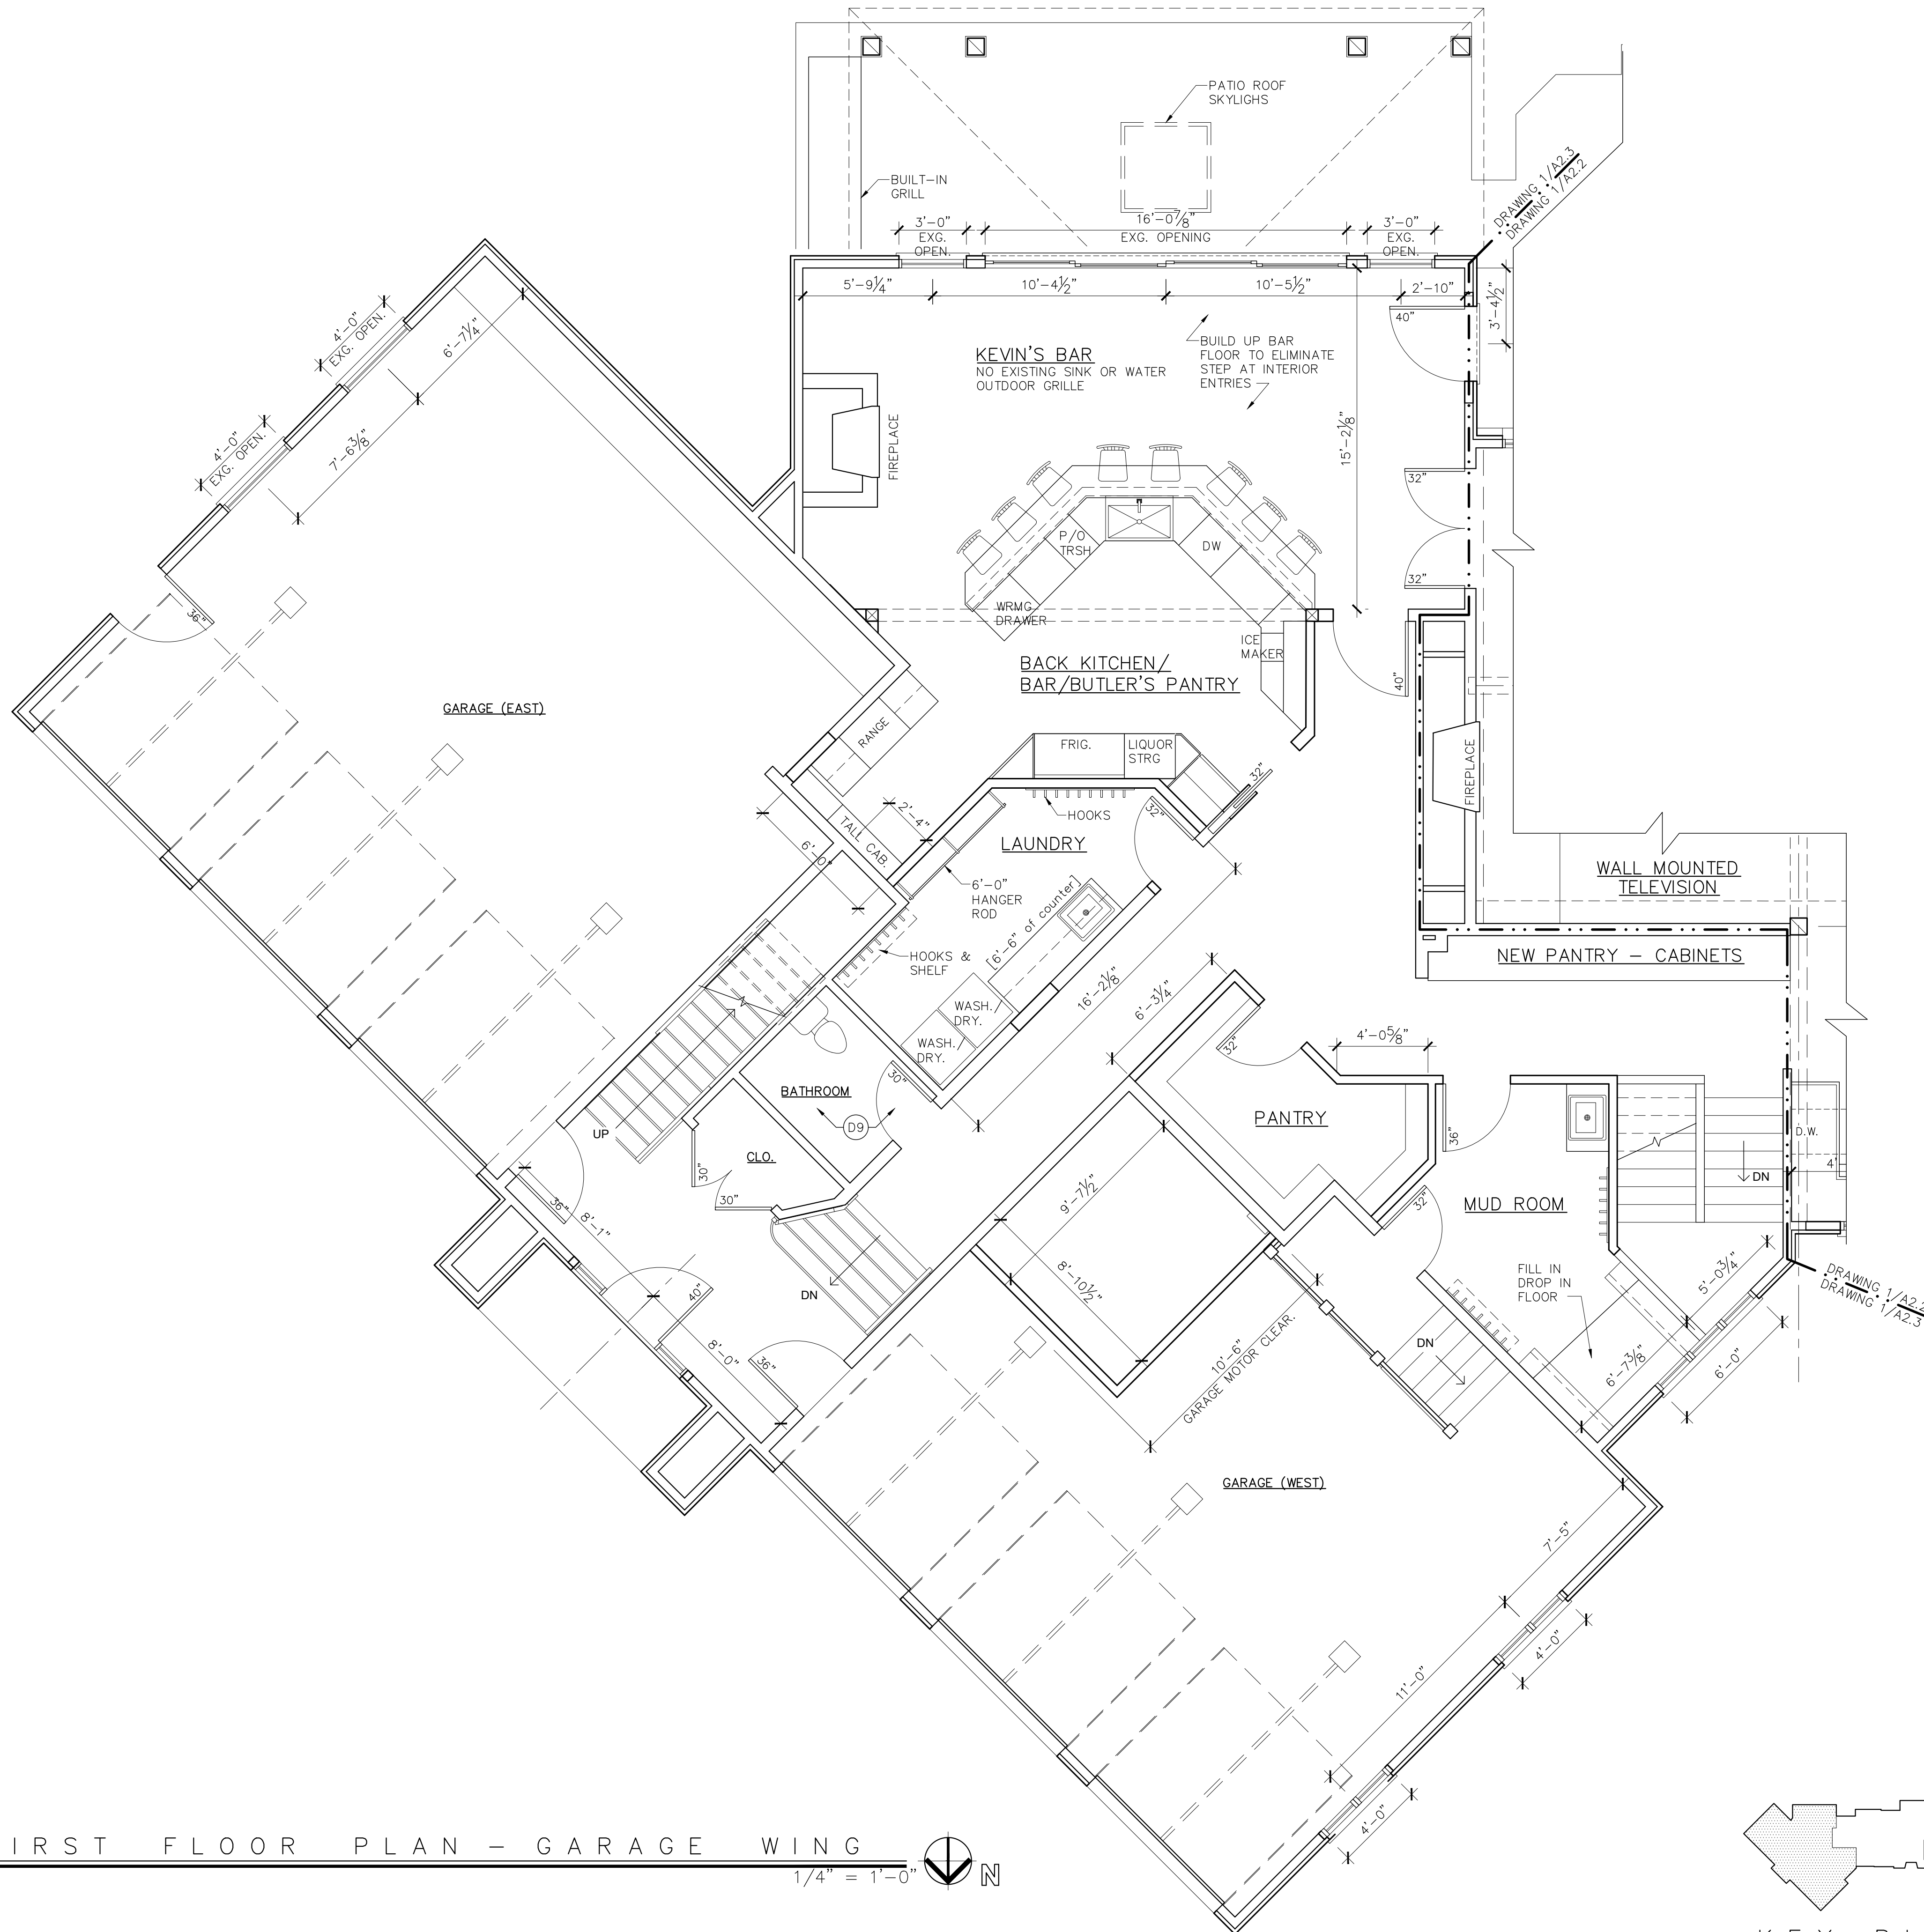 PATIO ROOF
SKYLIGHS
BUILT-IN
GRILL
DRAWING 1/A2.3
DRAWING 1/A2.2
3'-0"
EXG.
OPEN.
16'-0⅞"
EXG. OPENING
3'-0"
EXG.
OPEN.
5'-9¼"
10'-4½"
10'-5½"
2'-10"
3'-4½"
40"
4'-0"
EXG. OPEN.
6'-7¼"
4'-0"
EXG. OPEN.
7'-6⅜"
KEVIN'S BAR
NO EXISTING SINK OR WATER
OUTDOOR GRILLE
BUILD UP BAR
FLOOR TO ELIMINATE
STEP AT INTERIOR
ENTRIES
15'-2⅛"
FIREPLACE
32"
32"
P/O
TRSH
DW
WRMG
DRAWER
ICE
MAKER
36"
BACK KITCHEN/
BAR/BUTLER'S PANTRY
40"
GARAGE (EAST)
RANGE
FRIG.
LIQUOR
STRG
FIREPLACE
32"
2'-4"
TALL CAB.
6'-0"
HOOKS
32"
LAUNDRY
6'-0"
HANGER
ROD
[6'-6" of counter]
HOOKS &
SHELF
WALL MOUNTED
TELEVISION
NEW PANTRY - CABINETS
16'-2⅛"
6'-3¼"
WASH.
DRY.
WASH.
DRY.
30"
32"
4'-0⅝"
BATHROOM
D9
PANTRY
UP
CLO.
30"
30"
36"
D.W.
4'
DN
MUD ROOM
32"
9'-7½"
36"
8'-1"
8'-10½"
40"
DN
FILL IN
DROP IN
FLOOR
5'-0¾"
DRAWING 1/A2.2
DRAWING 1/A2.3
10'-6"
GARAGE MOTOR CLEAR.
DN
6'-7⅜"
6'-0"
8'-0"
36"
GARAGE (WEST)
7'-5"
4'-0"
11'-0"
4'-0"
IRST FLOOR PLAN - GARAGE WING
1/4" = 1'-0"
N